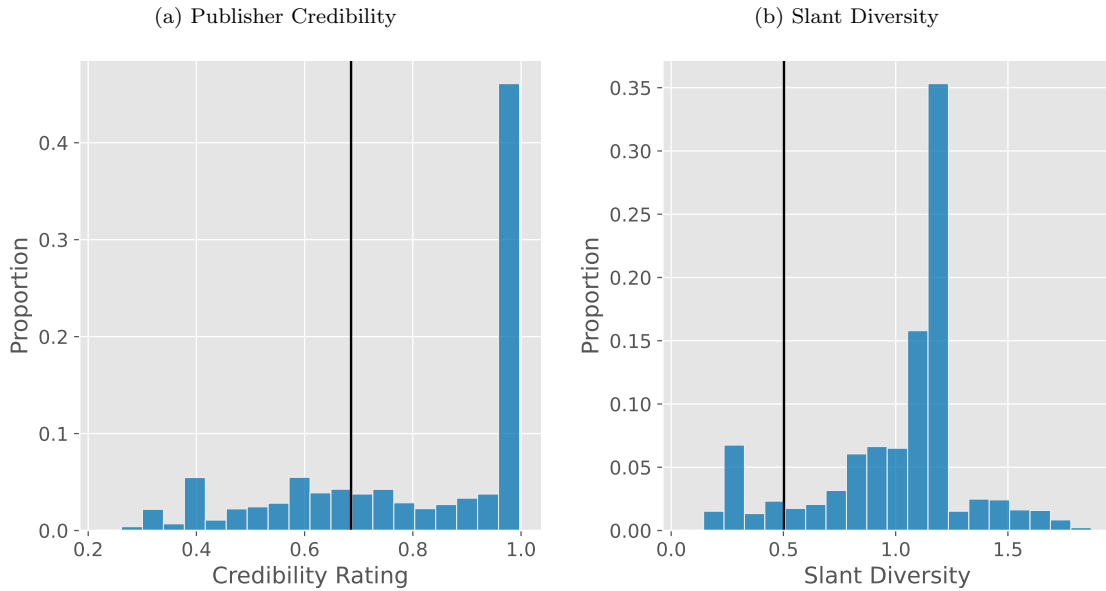 (a) Publisher Credibility
0.4
0.3
0.2
0.1
0.0
Proportion
0.2 0.4 0.6 0.8 1.0
Credibility Rating
(b) Slant Diversity
0.35
0.30
0.25
0.20
0.15
0.10
0.05
0.00
Proportion
0.0 0.5 1.0 1.5
Slant Diversity